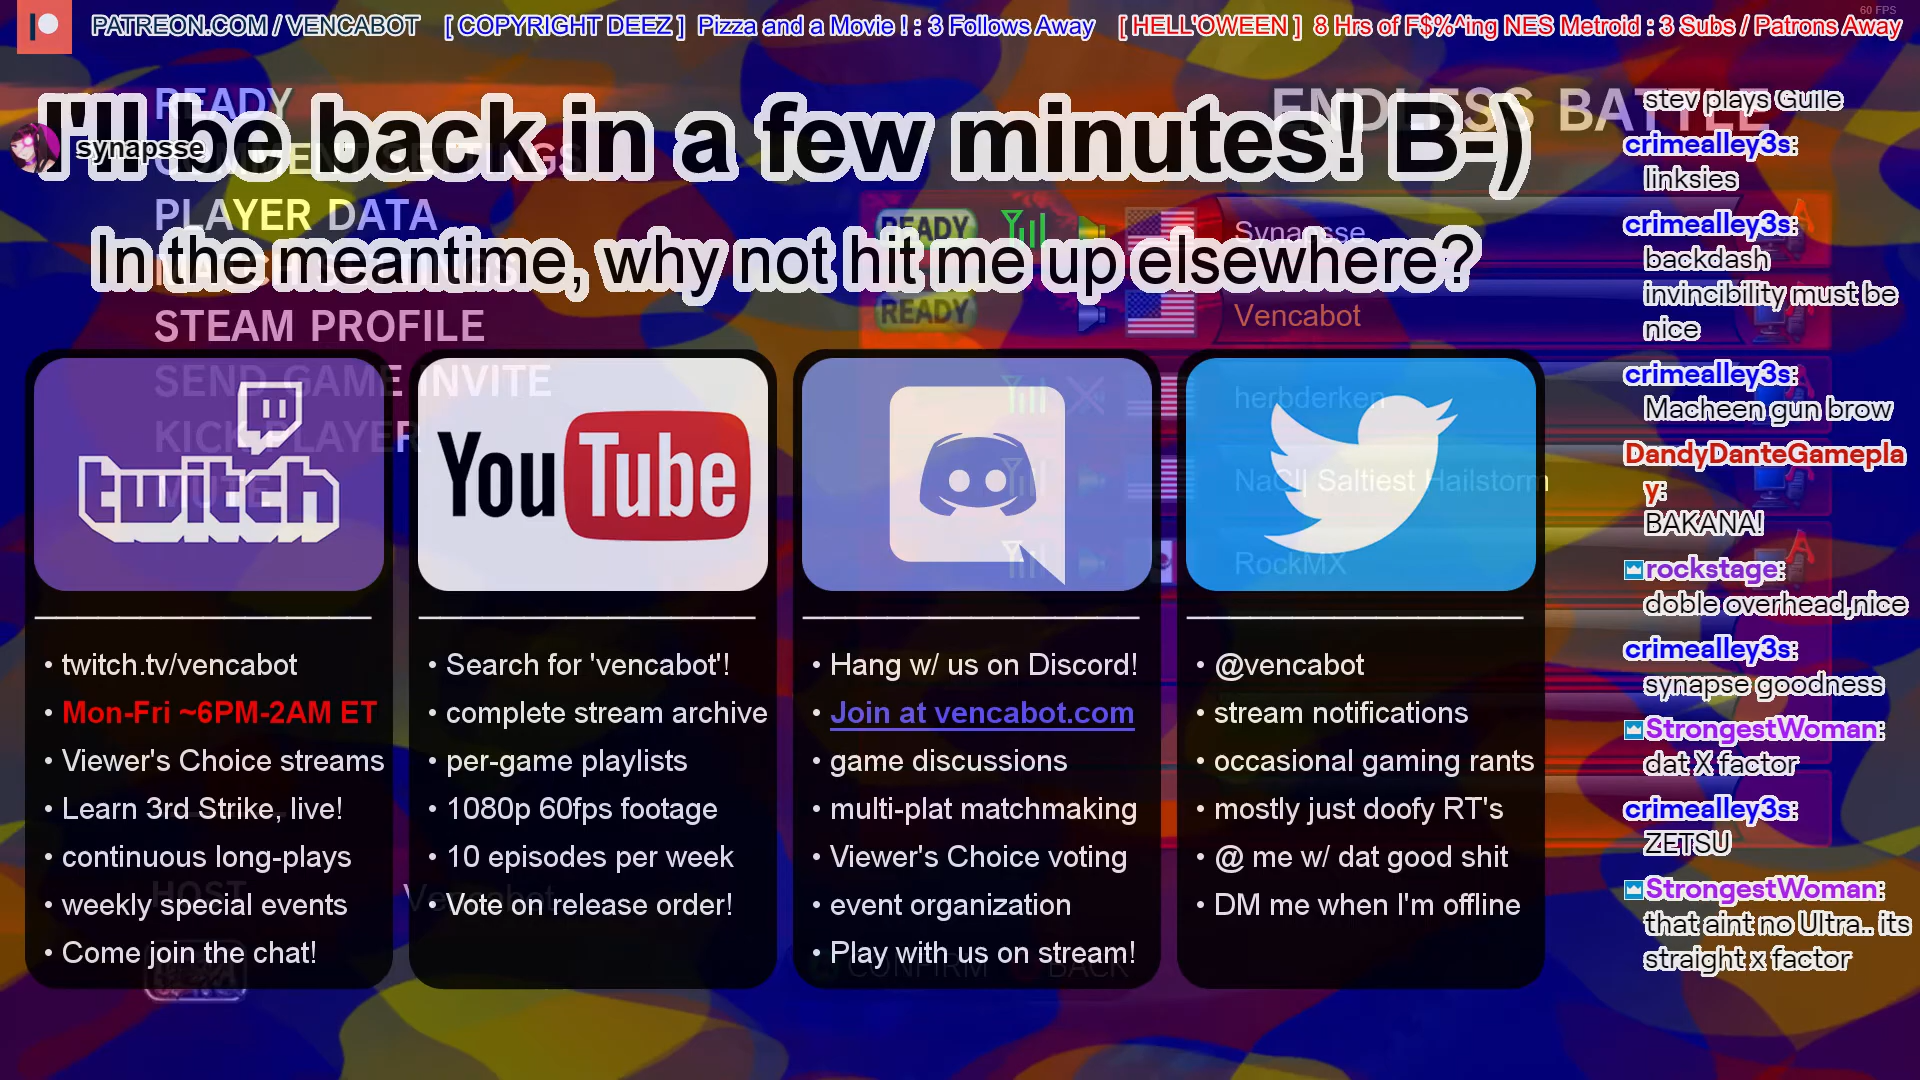 60 FPS
PATREON.COM / VENCABOT [ COPYRIGHT DEEZ ] Pizza and a Movie ! : 3 Follows Away [ HELL'OWEEN ] 8 Hrs of F$%^ing NES Metroid : 3 Subs / Patrons Away
READY
ENDLESS BATTLE
I'll be back in a few minutes! B-)
synapsse
PLAYER DATA
READY
Synapsse
In the meantime, why not hit me up elsewhere?
READY
Vencabot
STEAM PROFILE
SEND GAME INVITE
KICK PLAYER
MUTE
herbderken
NaCl| Saltiest Hailstorm
RockMX
twitch
YouTube
• twitch.tv/vencabot
• Mon-Fri ~6PM-2AM ET
• Viewer's Choice streams
• Learn 3rd Strike, live!
• continuous long-plays
• weekly special events
• Come join the chat!
• Search for 'vencabot'!
• complete stream archive
• per-game playlists
• 1080p 60fps footage
• 10 episodes per week
• Vote on release order!
• Hang w/ us on Discord!
• Join at vencabot.com
• game discussions
• multi-plat matchmaking
• Viewer's Choice voting
• event organization
• Play with us on stream!
• @vencabot
• stream notifications
• occasional gaming rants
• mostly just doofy RT's
• @ me w/ dat good shit
• DM me when I'm offline
HOST
Vencabot
CONFIRM
BACK
stev plays Guile
crimealley3s:
linksies
crimealley3s:
backdash
invincibility must be
nice
crimealley3s:
Macheen gun brow
DandyDanteGamepla
y:
BAKANA!
rockstage:
doble overhead,nice
crimealley3s:
synapse goodness
StrongestWoman:
dat X factor
crimealley3s:
ZETSU
StrongestWoman:
that aint no Ultra.. its
straight x factor